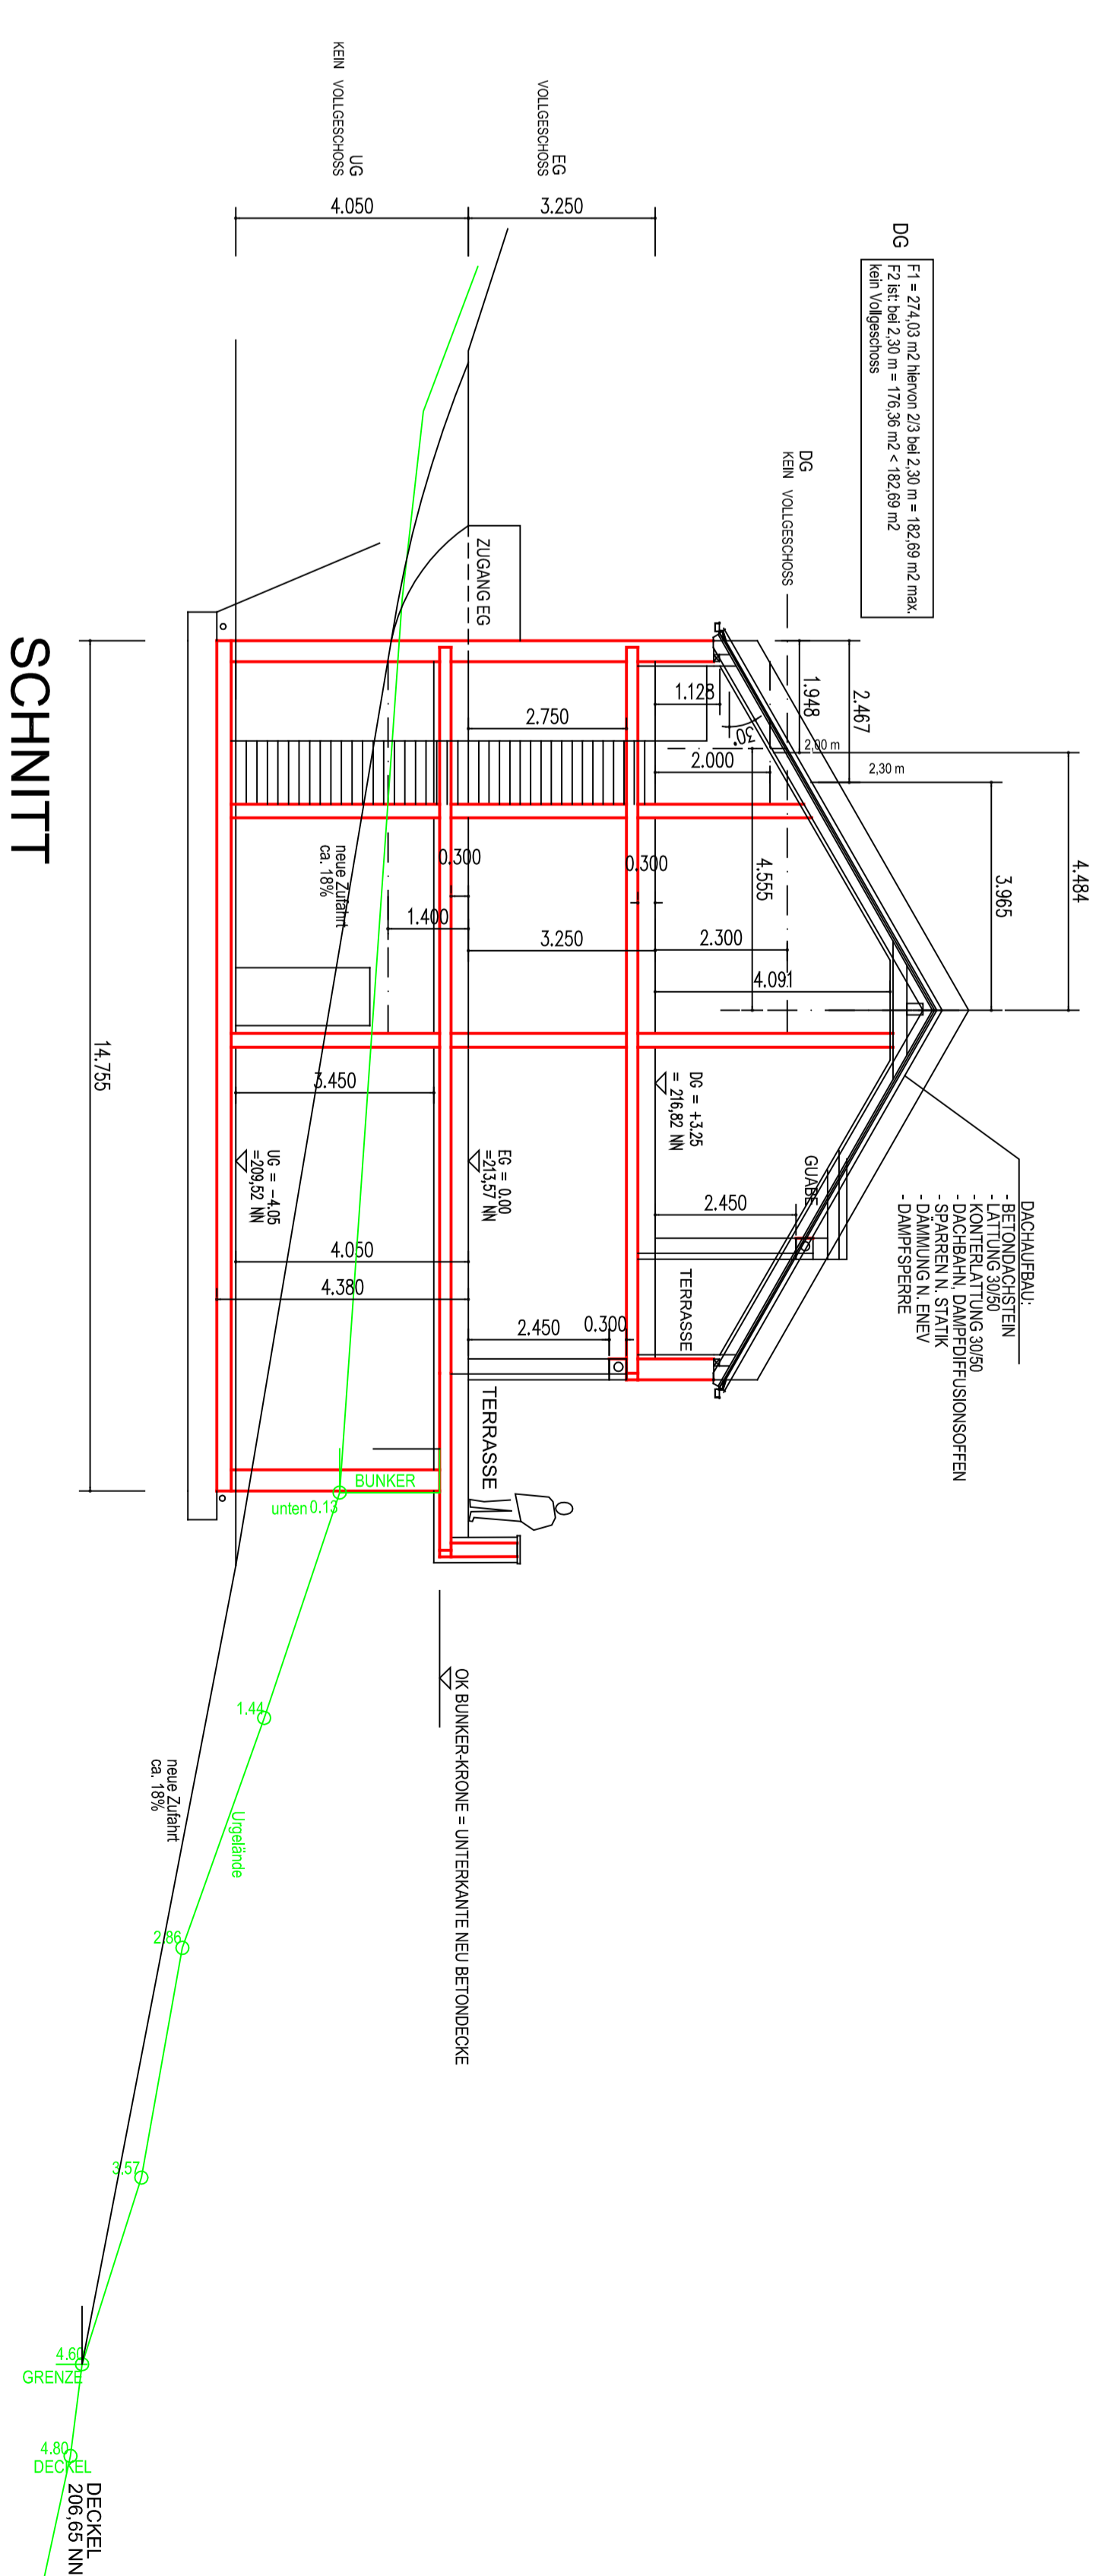 DG
F1 = 274,03 m2 hiervon 2/3 bei 2,30 m = 182,69 m2 max.
F2 ist: bei 2,30 m = 176,36 m2 < 182,69 m2
kein Vollgeschoss
DG
KEIN VOLLGESCHOSS
EG
VOLLGESCHOSS
UG
KEIN VOLLGESCHOSS
3.250
4.050
4.484
3.965
2.467
1.948
2,00 m
2,30 m
30°
1.128
2.000
4.555
2.300
4.091
2.750
0.300
0.300
3.250
1.400
3.450
ZUGANG EG
neue Zufahrt
ca. 18%
DACHAUFBAU:
- BETONDACHSTEIN
- LATTUNG 30/50
- KONTERLATTUNG 30/50
- DACHBAHN, DAMPFDIFFUSIONSOFFEN
- SPARREN N. STATIK
- DÄMMUNG N. ENEV
- DAMPFSPERRE
GUABE
2.450
TERRASSE
DG = +3.25
= 216,82 NN
EG = 0.00
=213,57 NN
UG = -4.05
=209,52 NN
4.050
4.380
2.450
0.300
TERRASSE
BUNKER
unten 0.13
OK BUNKER-KRONE = UNTERKANTE NEU BETONDECKE
1.44
Urgelände
neue Zufahrt
ca. 18%
2.86
3.57
4.60
GRENZE
4.80
DECKEL
DECKEL
206,65 NN
14.755
SCHNITT